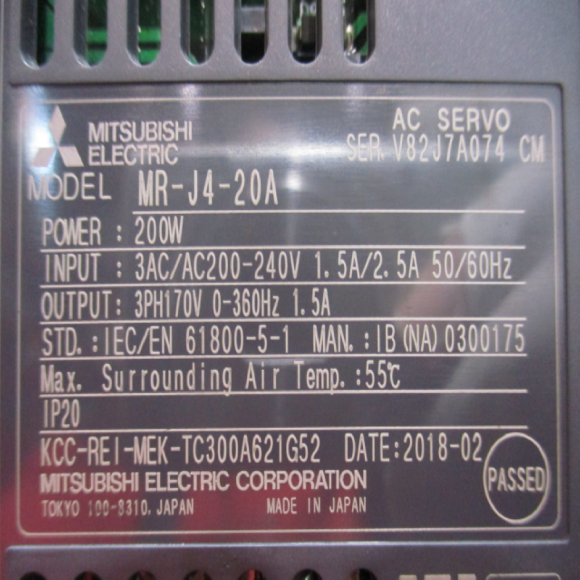 MITSUBISHI
ELECTRIC
AC SERVO
SER. V82J7A074 CM
MODEL MR-J4-20A
POWER : 200W
INPUT : 3AC/AC200-240V 1.5A/2.5A 50/60Hz
OUTPUT: 3PH170V 0-360Hz 1.5A
STD.:IEC/EN 61800-5-1 MAN.:IB(NA)0300175
Max. Surrounding Air Temp.:55℃
IP20
KCC-REI-MEK-TC300A621G52 DATE:2018-02
MITSUBISHI ELECTRIC CORPORATION
TOKYO 100-8310, JAPAN MADE IN JAPAN
PASSED